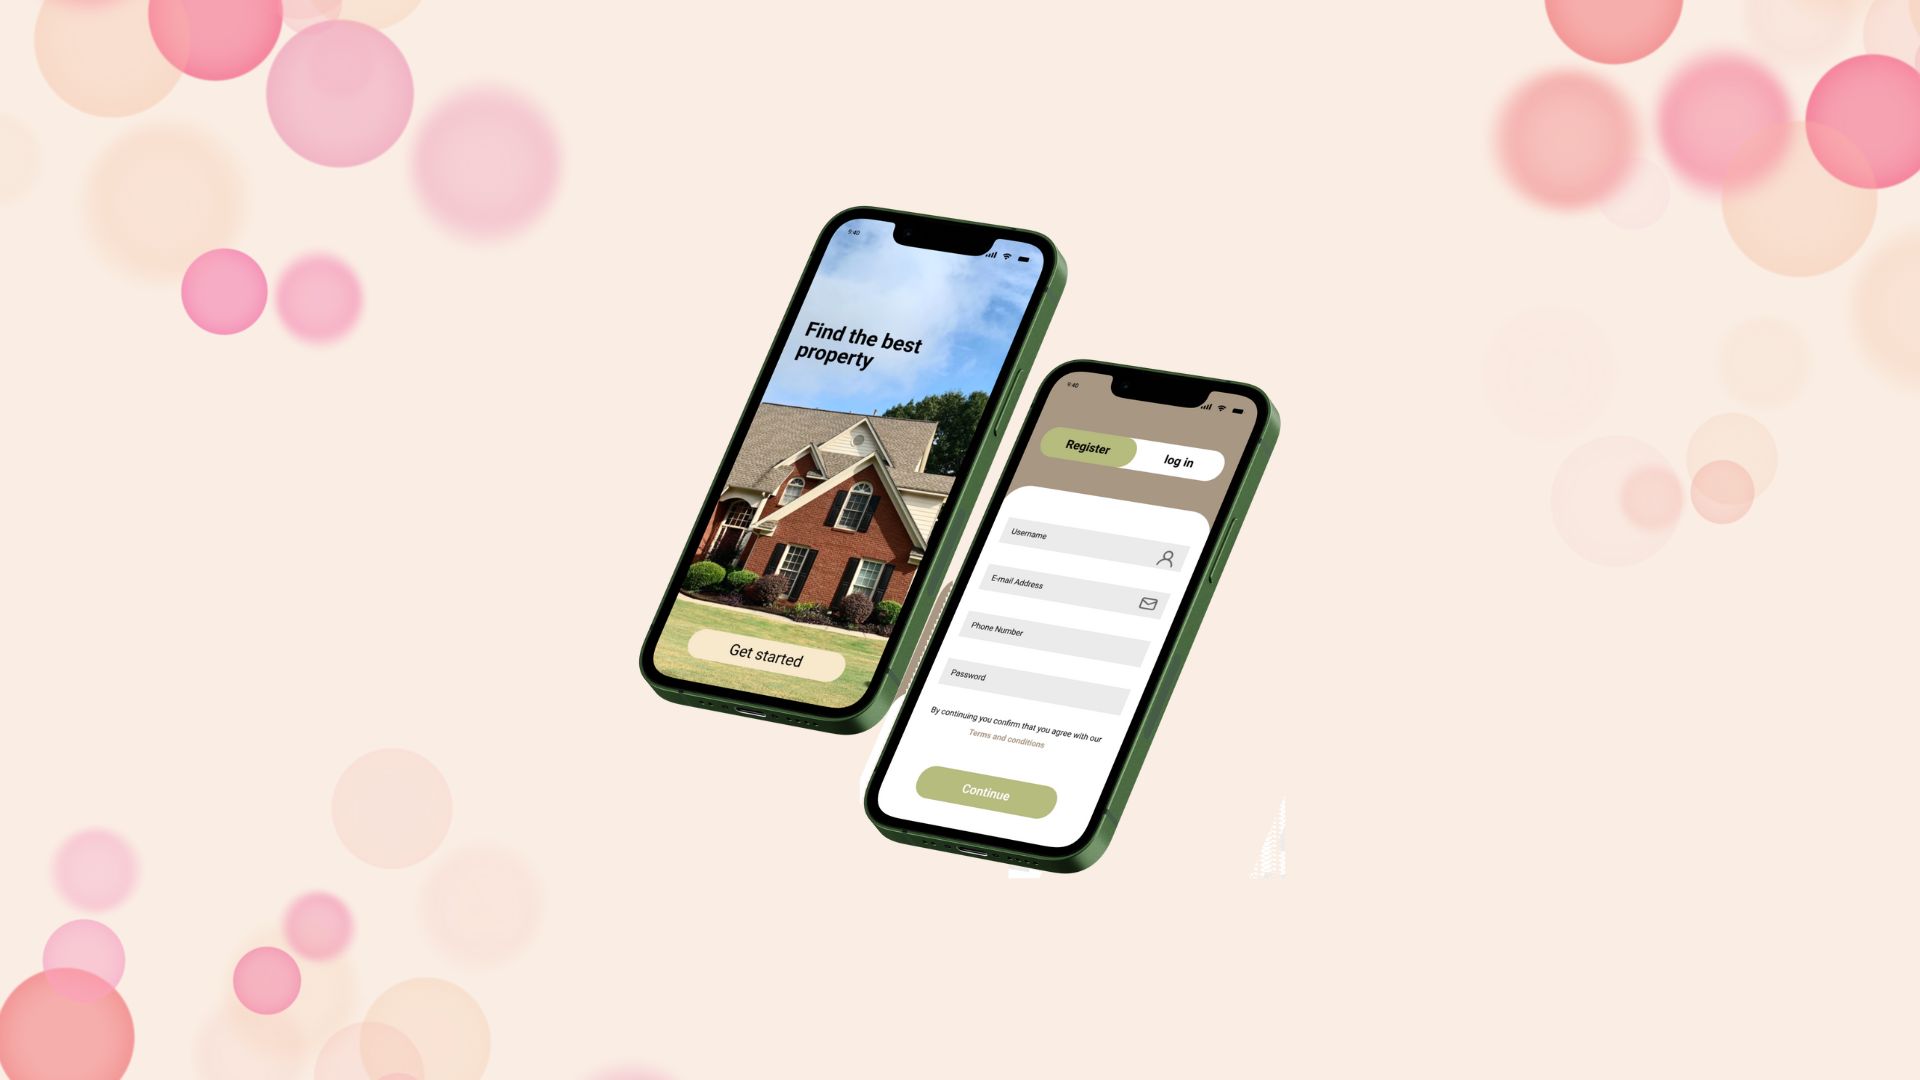 9:40
Find the best
property
Get started
9:40
Register
log in
Username
E-mail Address
Phone Number
Password
By continuing you confirm that you agree with our
Terms and conditions
Continue